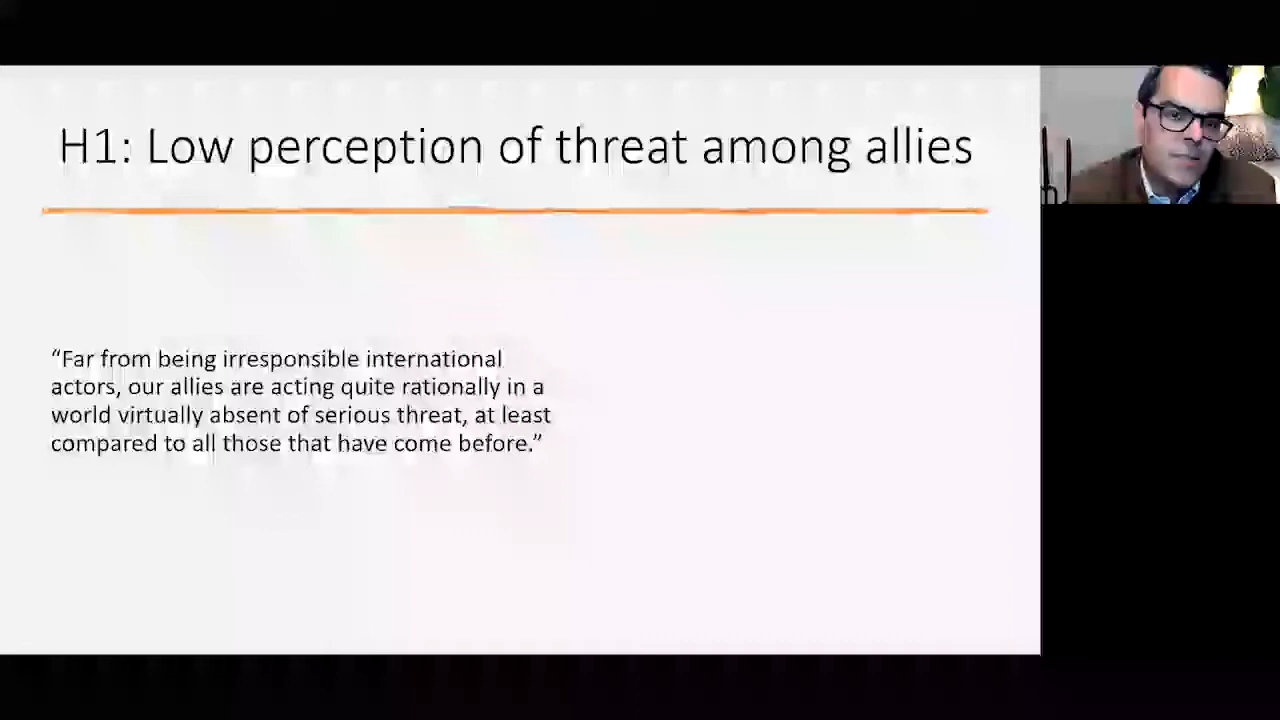 H1: Low perception of threat among allies
“Far from being irresponsible international
actors, our allies are acting quite rationally in a
world virtually absent of serious threat, at least
compared to all those that have come before.”